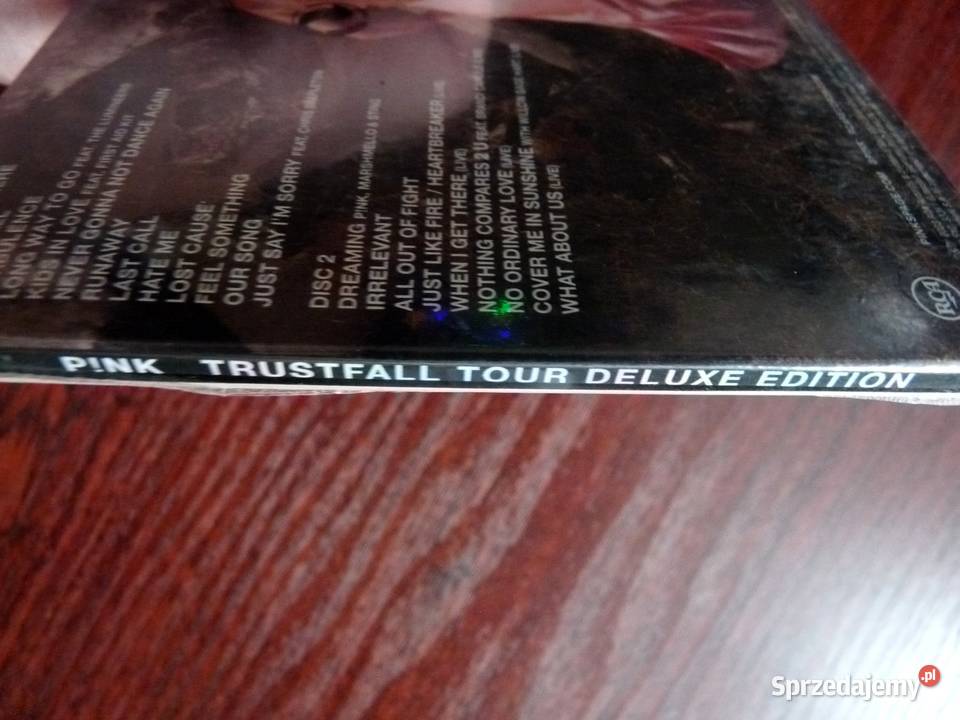 LONG WAY TO GO FEAT. THE LUMINEERS
KIDS IN LOVE FEAT. FIRST AID KIT
NEVER GONNA NOT DANCE AGAIN
RUNAWAY
LAST CALL
HATE ME
LOST CAUSE
FEEL SOMETHING
OUR SONG
JUST SAY I'M SORRY FEAT. CHRIS STAPLETON
DISC 2
DREAMING P!NK, MARSHMELLO & STING
IRRELEVANT
ALL OUT OF FIGHT
JUST LIKE FIRE / HEARTBREAKER (LIVE)
WHEN I GET THERE (LIVE)
NOTHING COMPARES 2 U FEAT.
NO ORDINARY LOVE (LIVE)
COVER ME IN SUNSHINE WITH
WHAT ABOUT US (LIVE)
RCA
P!NK TRUSTFALL TOUR DELUXE EDITION
Sprzedajemy.pl